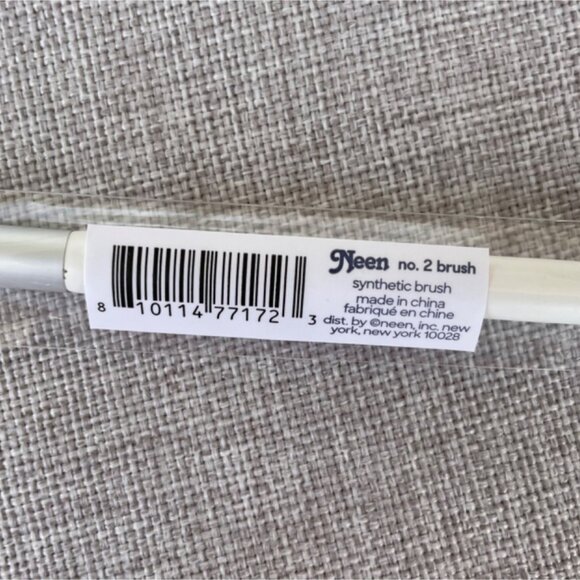 Neen no. 2 brush
synthetic brush
made in china
fabriqué en chine
dist. by ©neen, inc. new
york, new york 10028
8 10114 77172 3